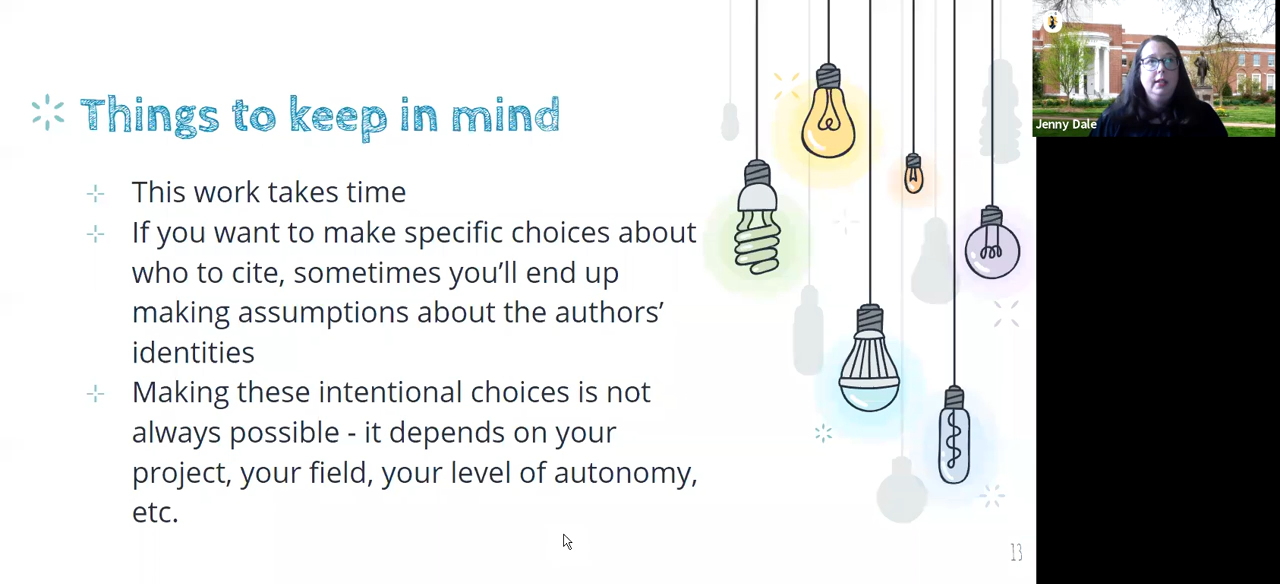 Things to keep in mind
This work takes time
If you want to make specific choices about
who to cite, sometimes you’ll end up
making assumptions about the authors’
identities
Making these intentional choices is not
always possible - it depends on your
project, your field, your level of autonomy,
etc.
13
Jenny Dale